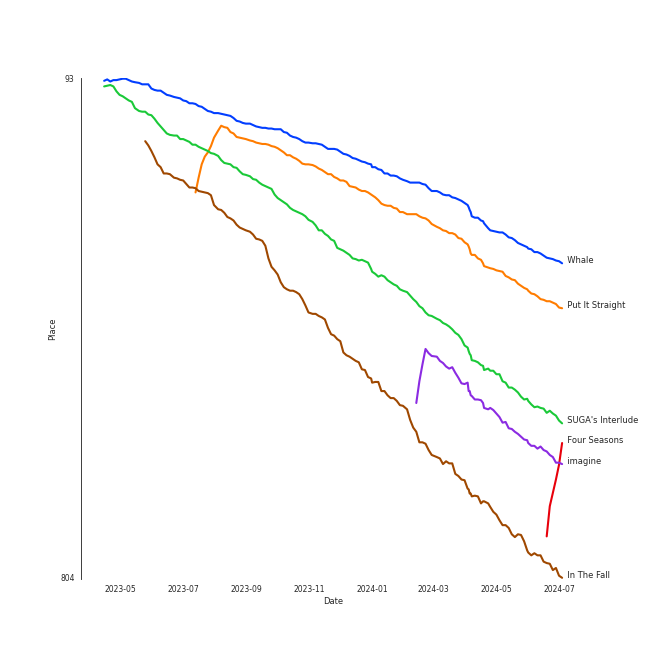 93
Whale
Put It Straight
Place
SUGA's Interlude
Four Seasons
imagine
In The Fall
804
2023-05 2023-07 2023-09 2023-11 2024-01 2024-03 2024-05 2024-07
Date